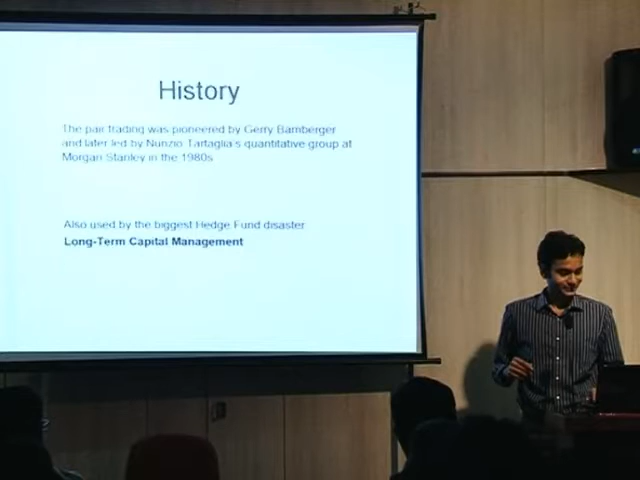 History
The pair trading was pioneered by Gerry Bamberger
and later led by Nunzio Tartaglia's quantitative group at
Morgan Stanley in the 1980s
Also used by the biggest Hedge Fund disaster
Long-Term Capital Management